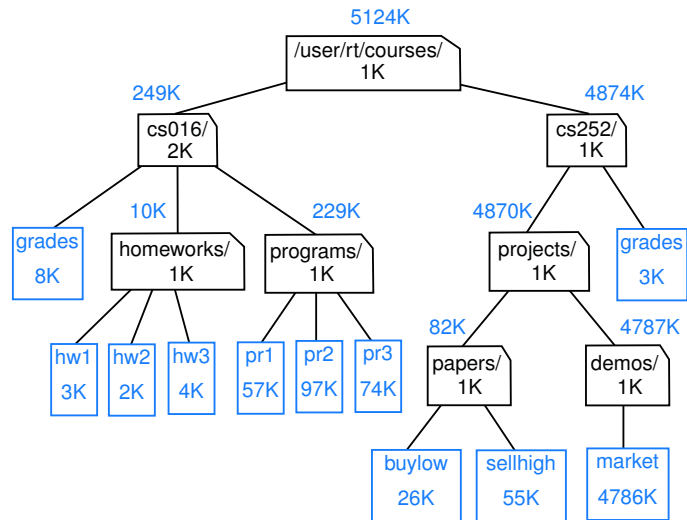 5124K
/user/rt/courses/
1K
249K
4874K
cs016/
2K
cs252/
1K
10K
229K
4870K
grades
8K
homeworks/
1K
programs/
1K
projects/
1K
grades
3K
82K
4787K
hw1
3K
hw2
2K
hw3
4K
pr1
57K
pr2
97K
pr3
74K
papers/
1K
demos/
1K
buylow
26K
sellhigh
55K
market
4786K